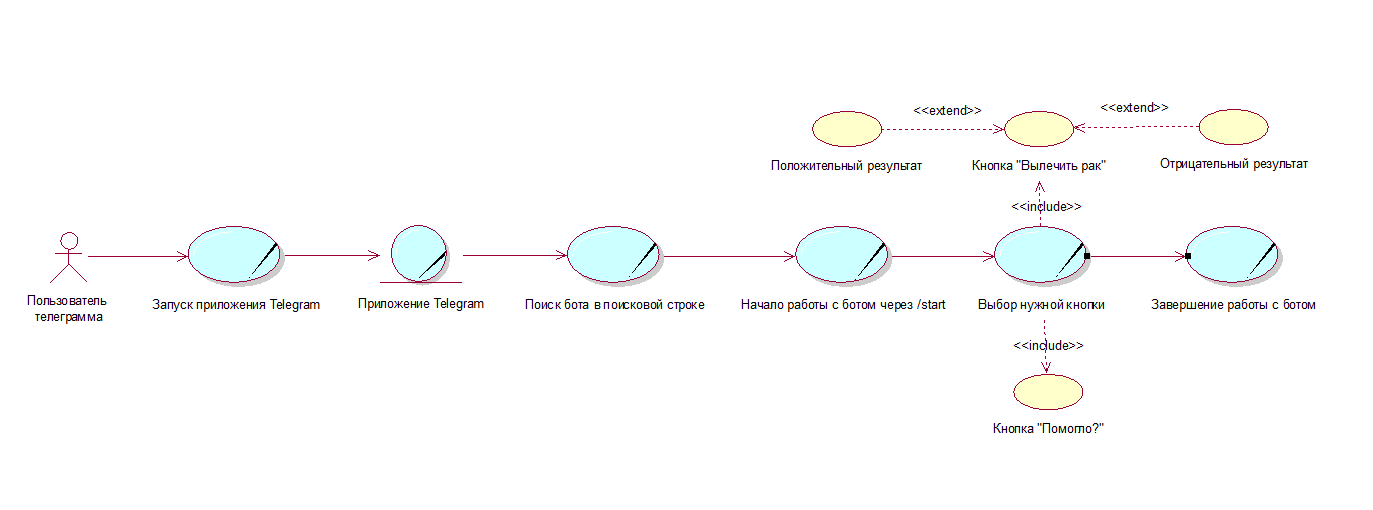 <<extend>>
<<extend>>
Положительный результат
Кнопка "Вылечить рак"
Отрицательный результат
<<include>>
Пользователь
телеграмма
Запуск приложения Telegram
Приложение Telegram
Поиск бота в поисковой строке
Начало работы с ботом через /start
Выбор нужной кнопки
Завершение работы с ботом
<<include>>
Кнопка "Помогло?"